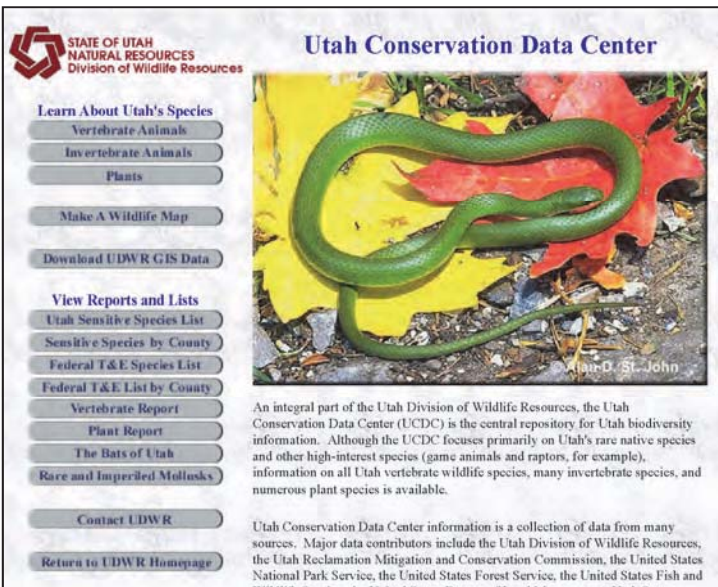 STATE OF UTAH
NATURAL RESOURCES
Division of Wildlife Resources
Utah Conservation Data Center
Learn About Utah's Species
Vertebrate Animals
Invertebrate Animals
Plants
Make A Wildlife Map
Download UDWR GIS Data
View Reports and Lists
Utah Sensitive Species List
Sensitive Species by County
Federal T&E Species List
Federal T&E List by County
Vertebrate Report
Plant Report
The Bats of Utah
Rare and Imperiled Mollusks
Contact UDWR
Return to UDWR Homepage
© Alan D. St. John
An integral part of the Utah Division of Wildlife Resources, the Utah
Conservation Data Center (UCDC) is the central repository for Utah biodiversity
information. Although the UCDC focuses primarily on Utah's rare native species
and other high-interest species (game animals and raptors, for example),
information on all Utah vertebrate wildlife species, many invertebrate species, and
numerous plant species is available.
Utah Conservation Data Center information is a collection of data from many
sources. Major data contributors include the Utah Division of Wildlife Resources,
the Utah Reclamation Mitigation and Conservation Commission, the United States
National Park Service, the United States Forest Service, the United States Fish and